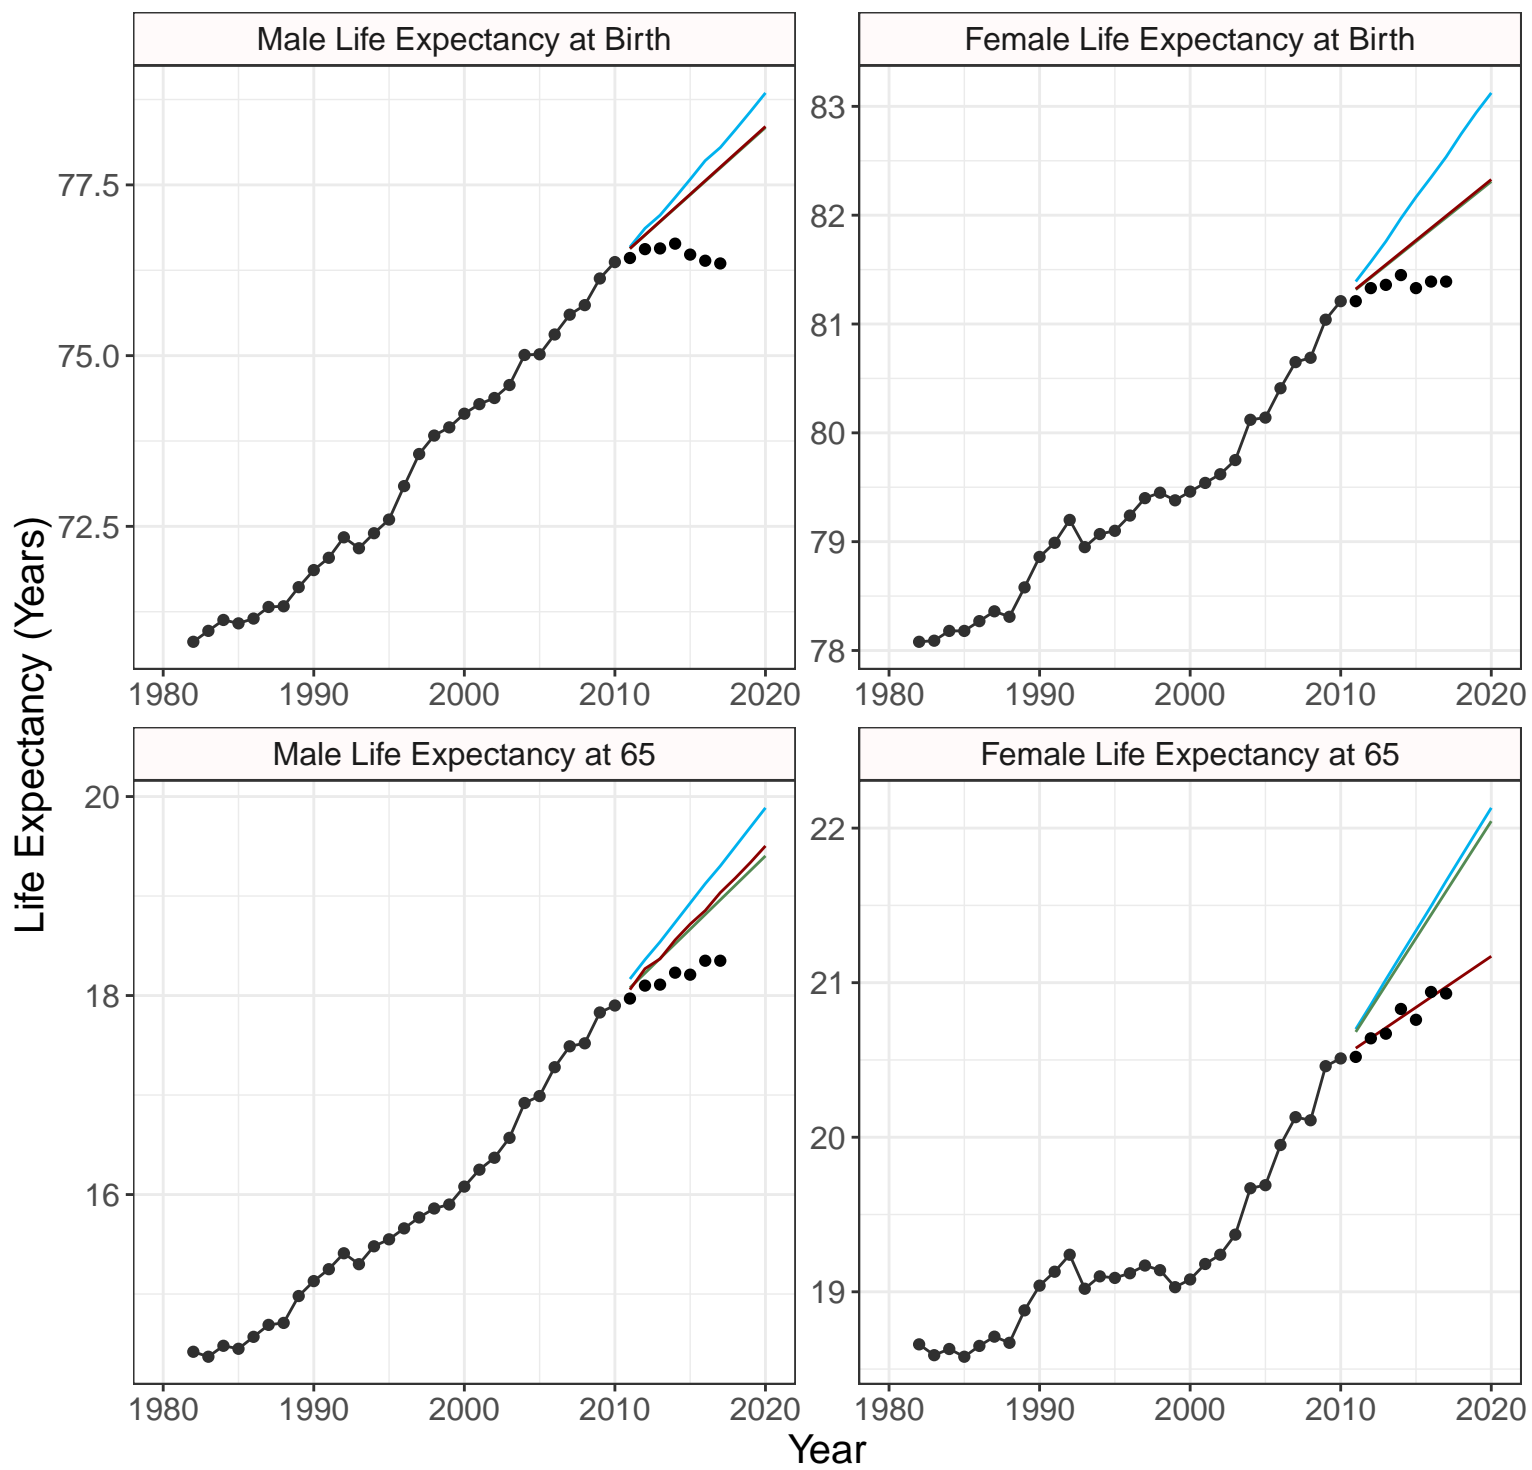 Male Life Expectancy at Birth
Female Life Expectancy at Birth
77.5
75.0
72.5
1980 1990 2000 2010 2020
83
82
81
80
79
78
1980 1990 2000 2010 2020
Life Expectancy (Years)
Male Life Expectancy at 65
Female Life Expectancy at 65
20
18
16
1980 1990 2000 2010 2020
22
21
20
19
1980 1990 2000 2010 2020
Year